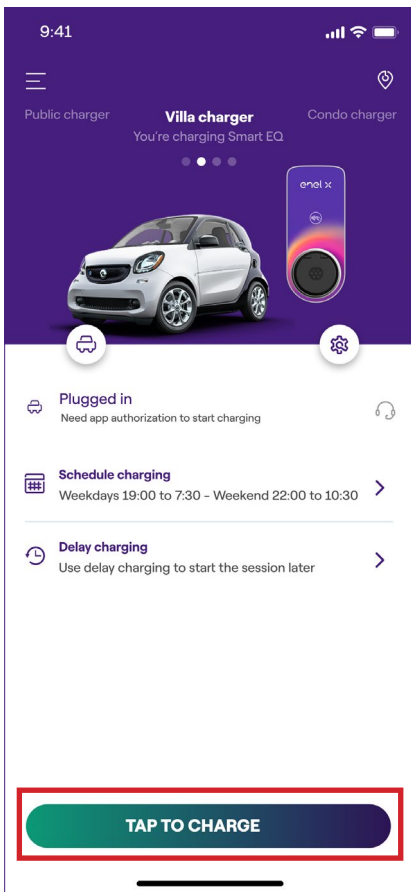 9:41
Public charger
Villa charger
Condo charger
You're charging Smart EQ
enel x
Plugged in
Need app authorization to start charging
Schedule charging
Weekdays 19:00 to 7:30 - Weekend 22:00 to 10:30
Delay charging
Use delay charging to start the session later
TAP TO CHARGE